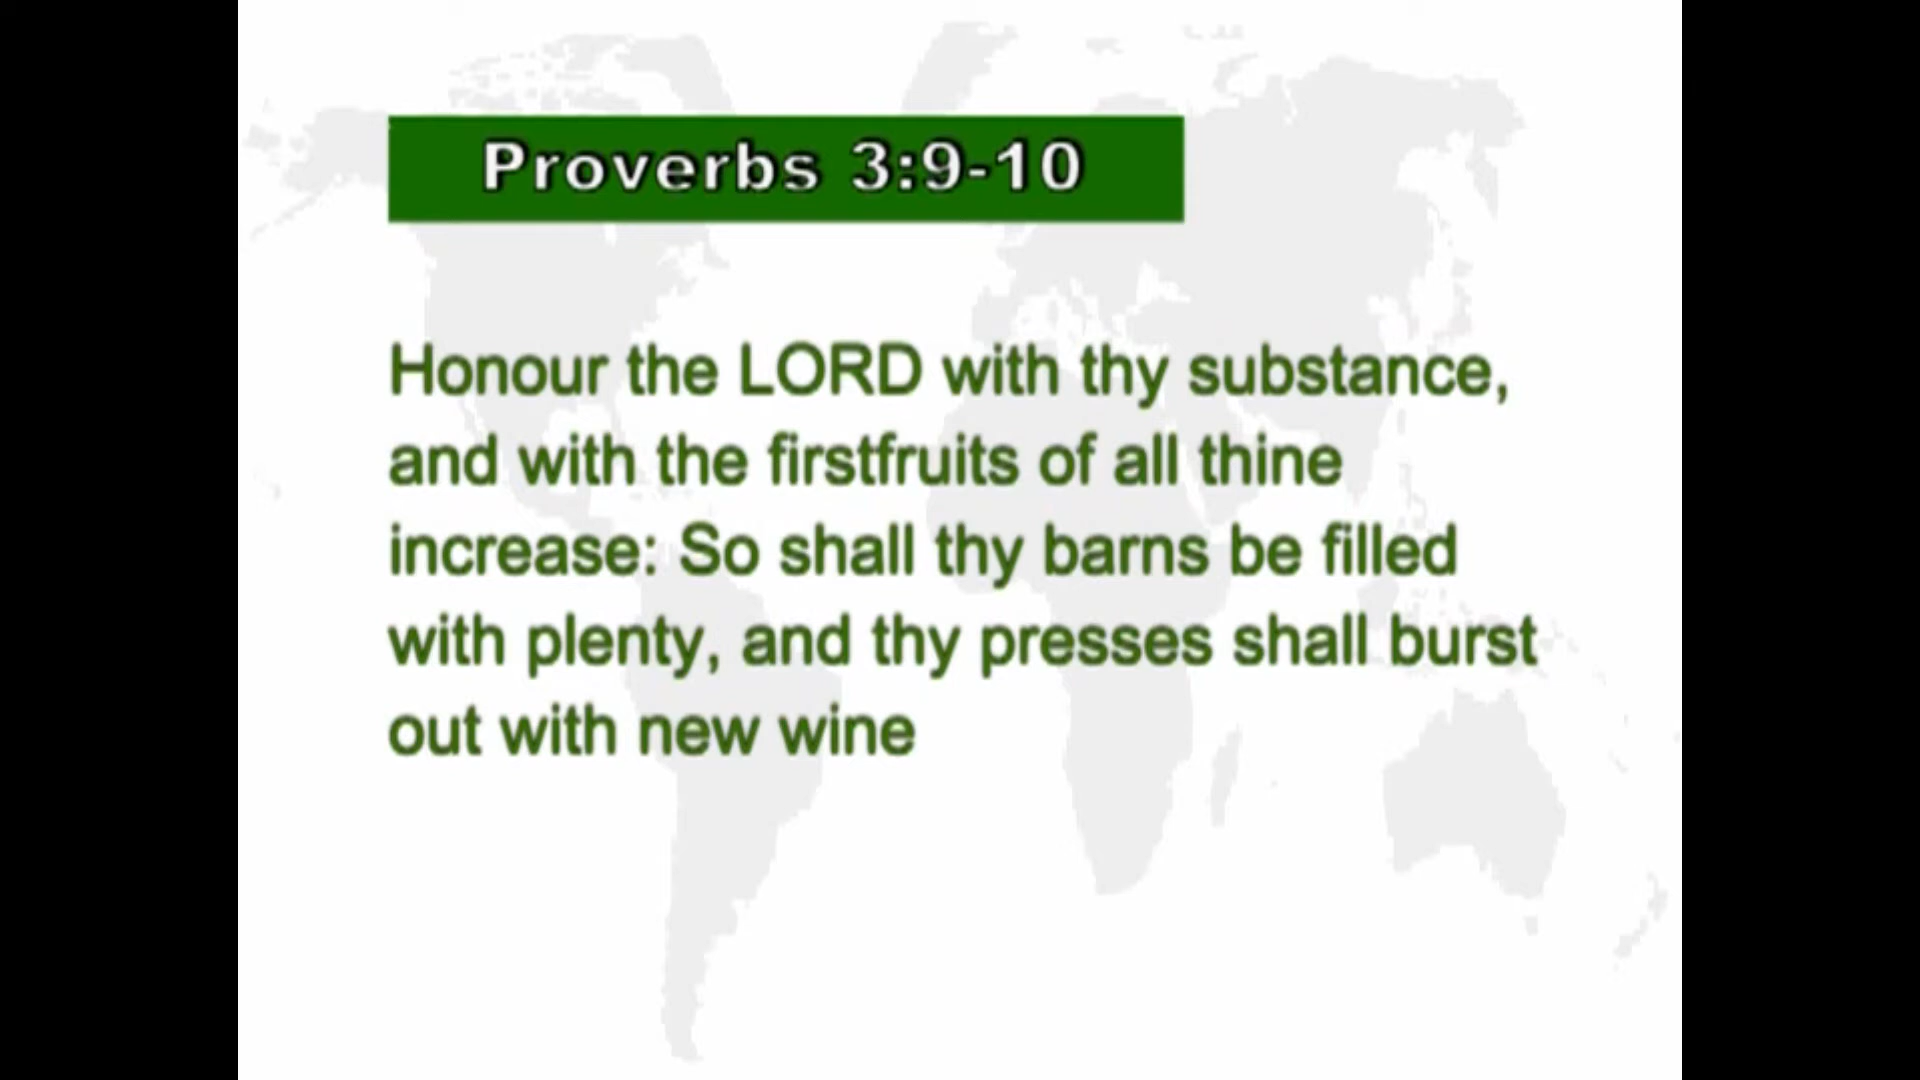 Proverbs 3:9-10
Honour the LORD with thy substance,
and with the firstfruits of all thine
increase: So shall thy barns be filled
with plenty, and thy presses shall burst
out with new wine